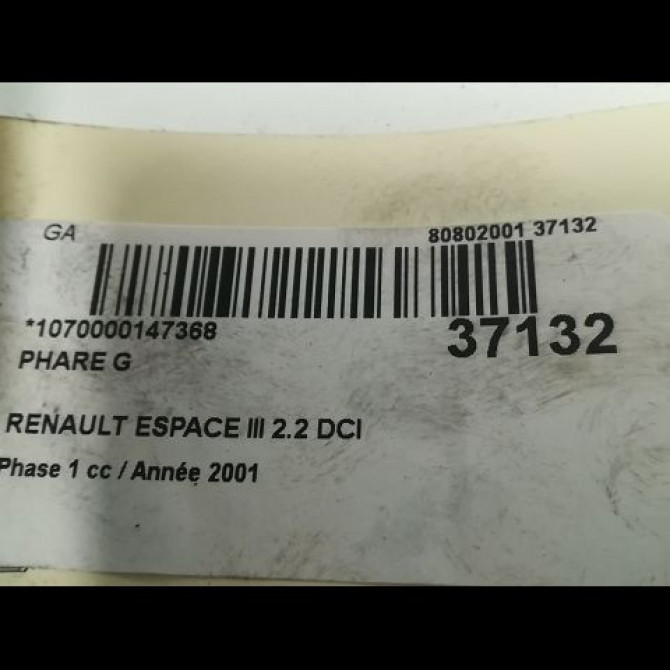 GA
80802001 37132
*1070000147368
37132
PHARE G
RENAULT ESPACE III 2.2 DCI
Phase 1 cc / Année 2001